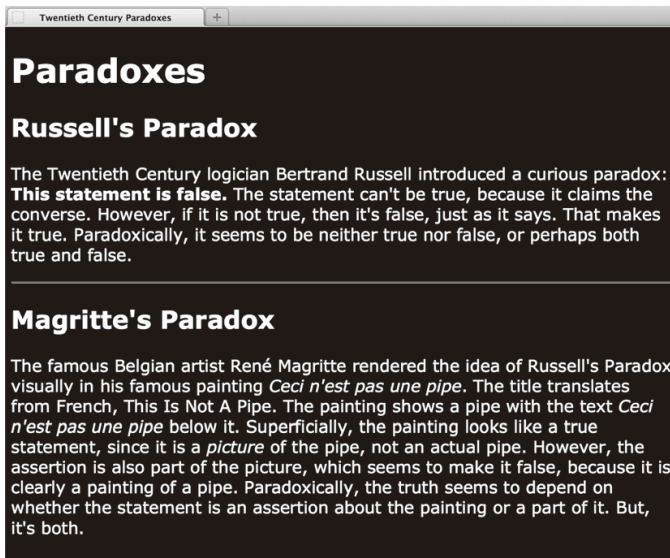 Twentieth Century Paradoxes
Paradoxes
Russell's Paradox
The Twentieth Century logician Bertrand Russell introduced a curious paradox:
This statement is false. The statement can't be true, because it claims the
converse. However, if it is not true, then it's false, just as it says. That makes
it true. Paradoxically, it seems to be neither true nor false, or perhaps both
true and false.
Magritte's Paradox
The famous Belgian artist René Magritte rendered the idea of Russell's Paradox
visually in his famous painting Ceci n'est pas une pipe. The title translates
from French, This Is Not A Pipe. The painting shows a pipe with the text Ceci
n'est pas une pipe below it. Superficially, the painting looks like a true
statement, since it is a picture of the pipe, not an actual pipe. However, the
assertion is also part of the picture, which seems to make it false, because it is
clearly a painting of a pipe. Paradoxically, the truth seems to depend on
whether the statement is an assertion about the painting or a part of it. But,
it's both.